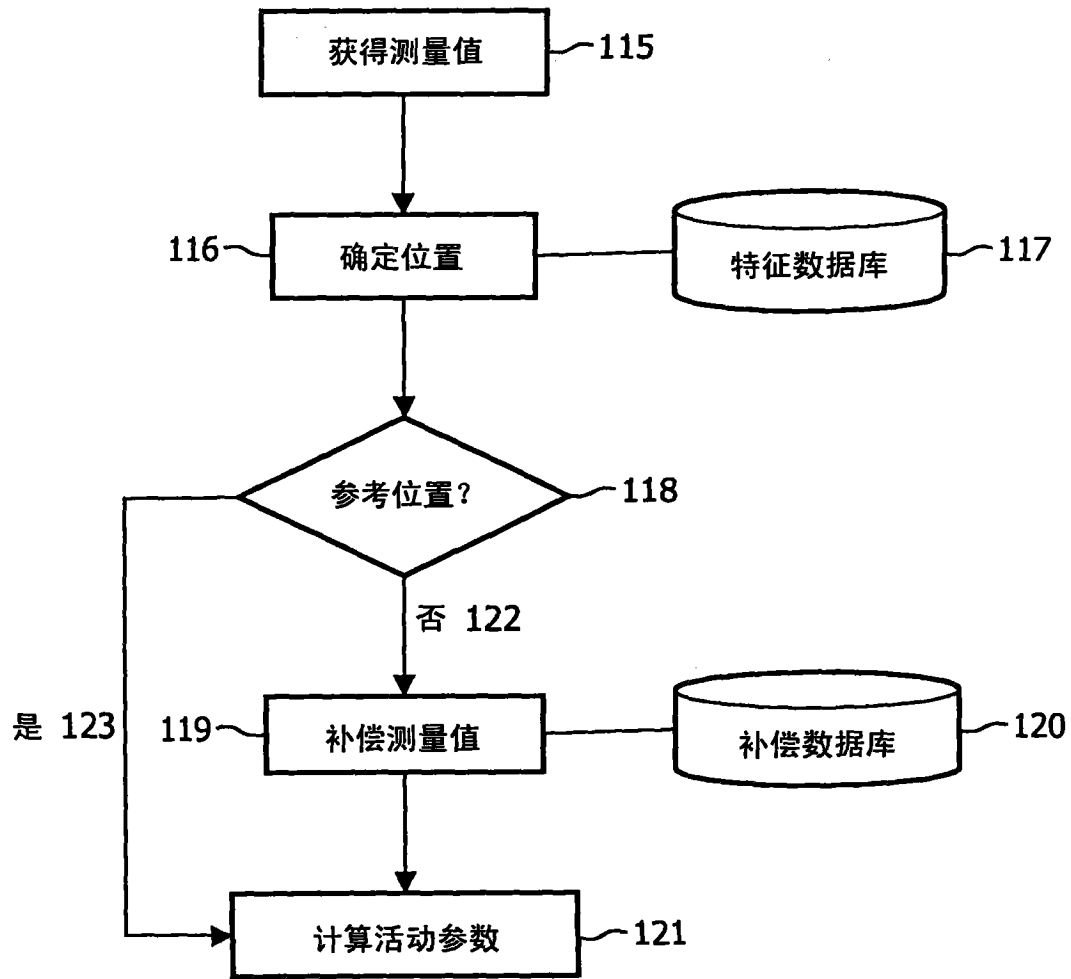 获得测量值
115
116
确定位置
特征数据库
117
参考位置?
118
否 122
是 123
119
补偿测量值
补偿数据库
120
计算活动参数
121